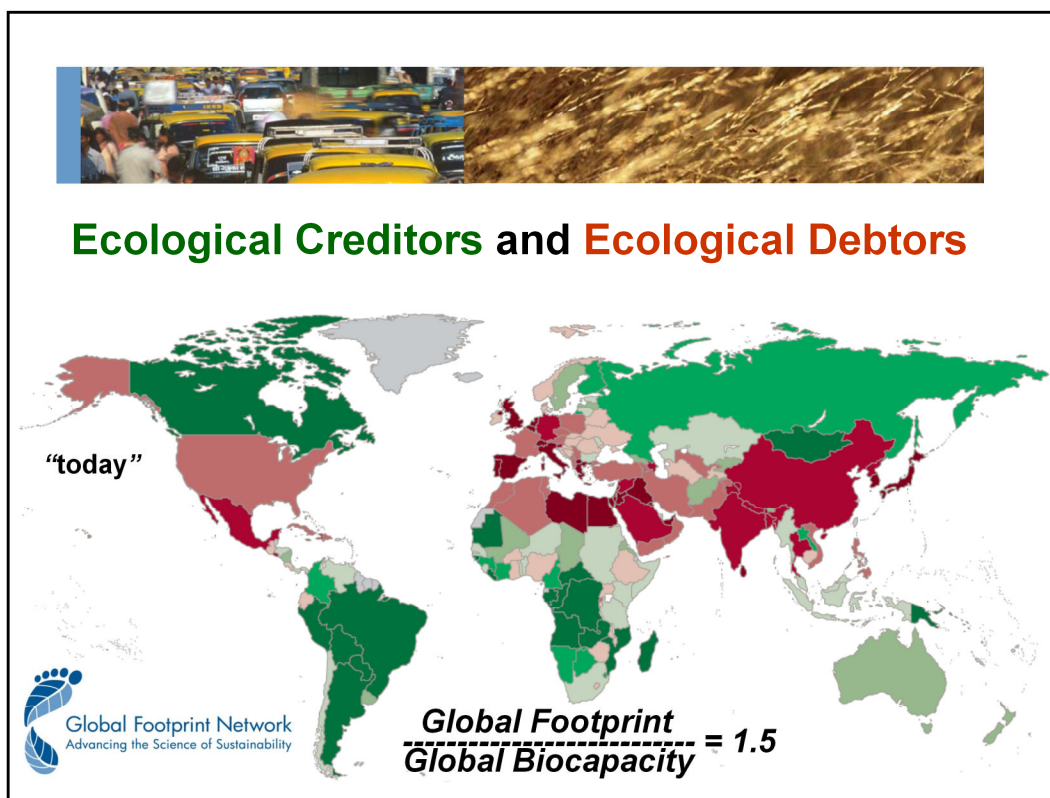 Ecological Creditors and Ecological Debtors
“today”
Global Footprint Network
Advancing the Science of Sustainability
Global Footprint
--------------------------- = 1.5
Global Biocapacity